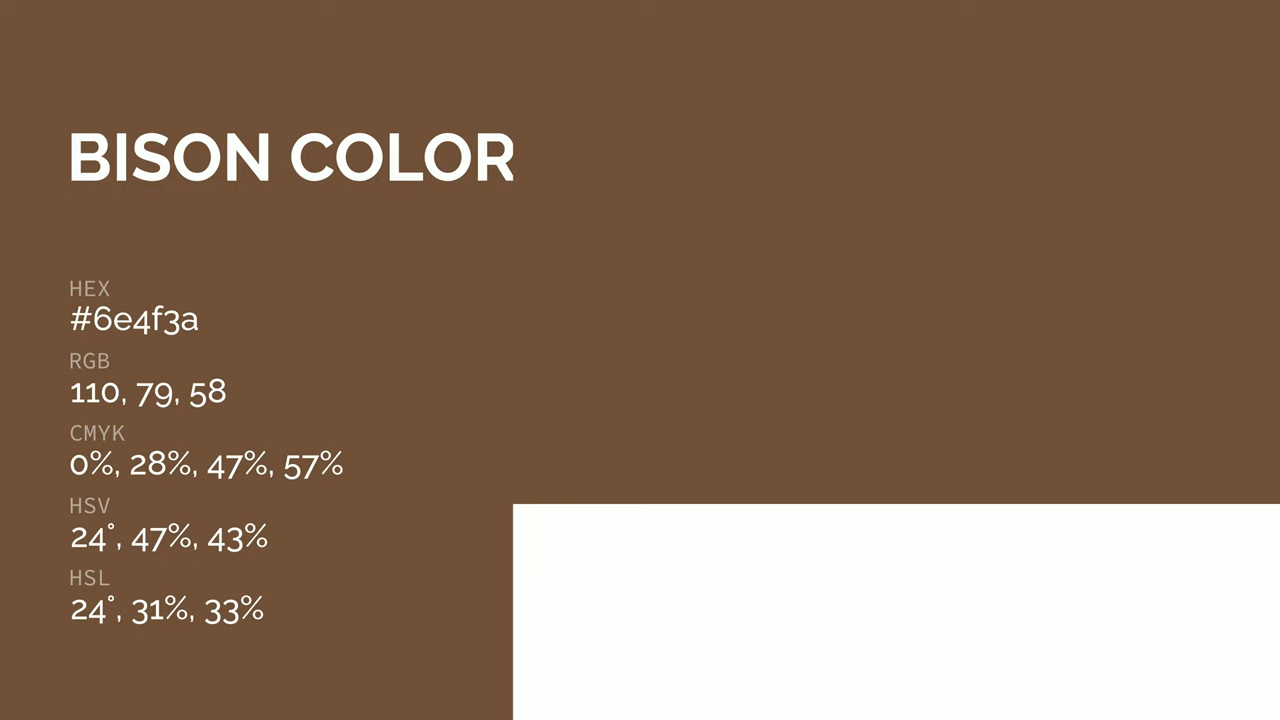 BISON COLOR
HEX
#6e4f3a
RGB
110, 79, 58
CMYK
0%, 28%, 47%, 57%
HSV
24°, 47%, 43%
HSL
24°, 31%, 33%